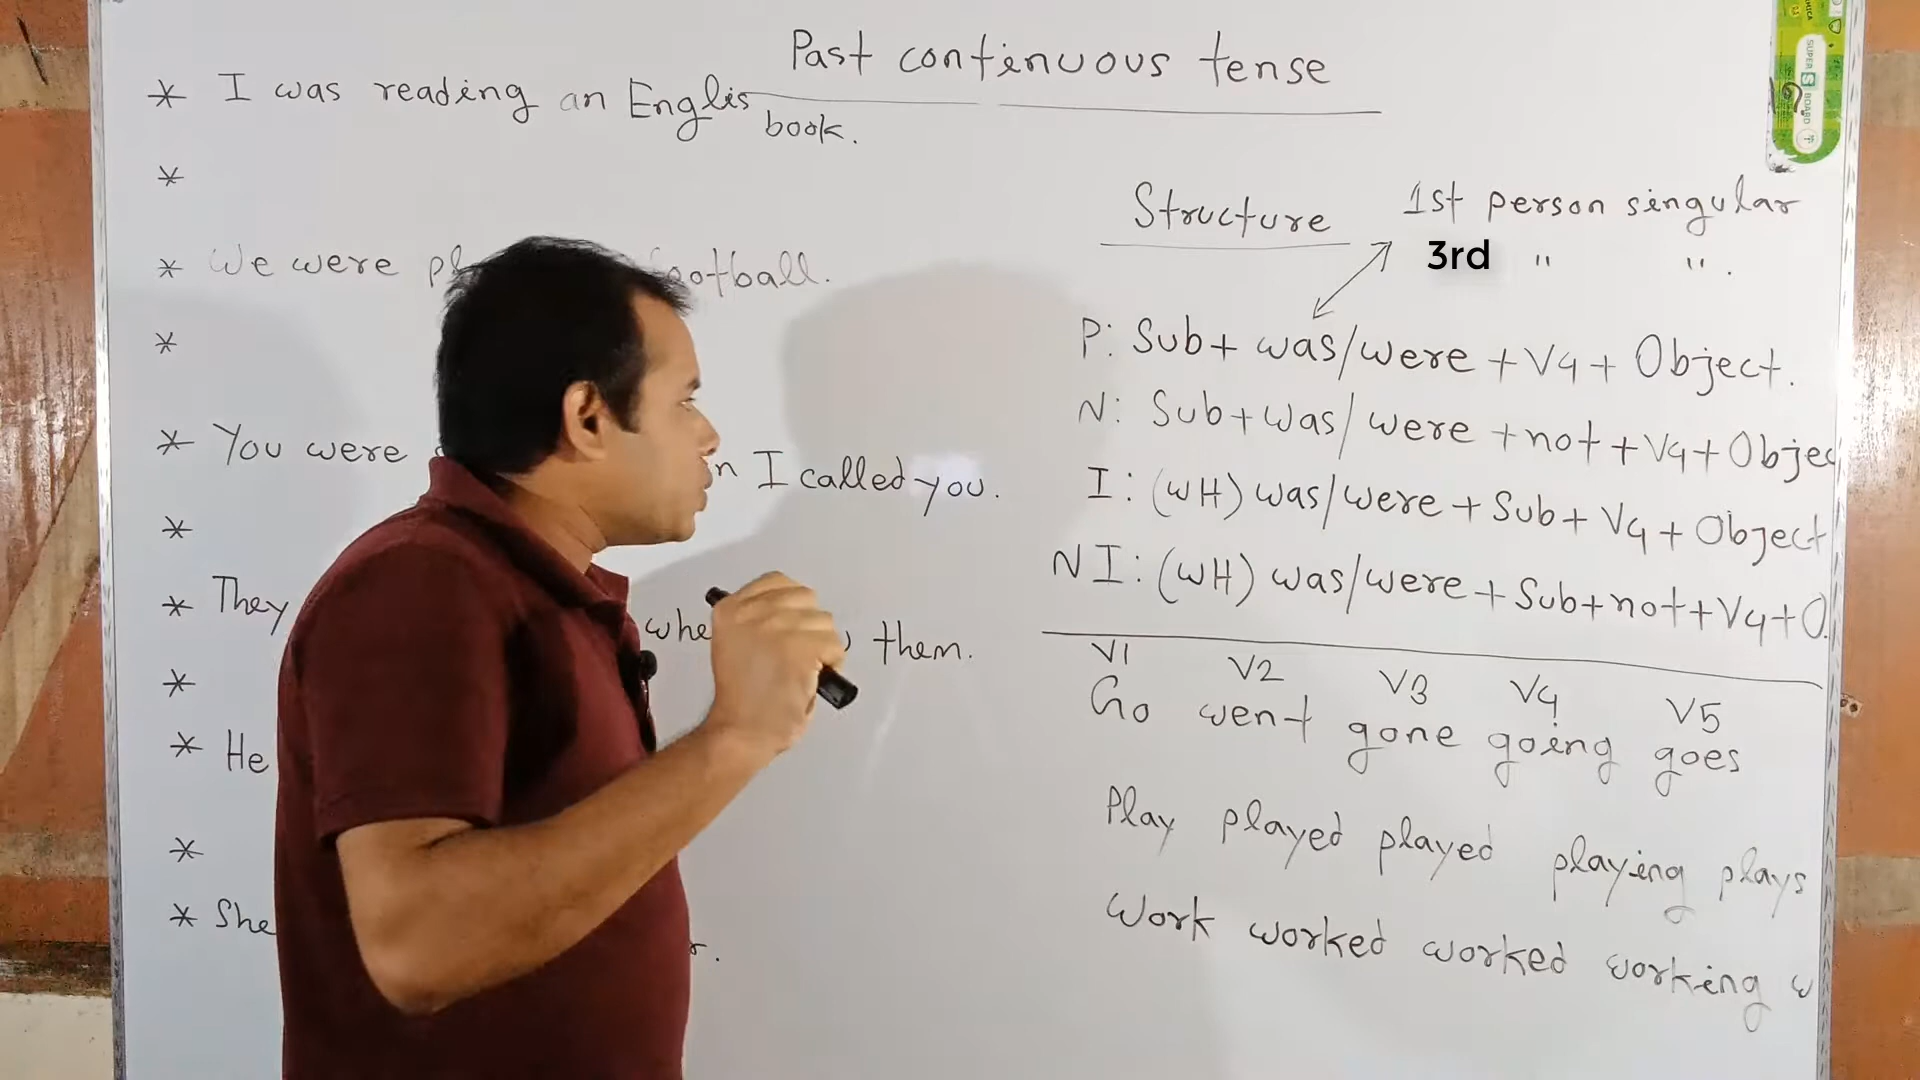 Past continuous tense
* I was reading an Englis
book.
*
* We were football.
*
* You were I called you.
*
* They them.
*
* He
*
* She
Structure
1st person singular
3rd " " .
P: Sub + was/were + V4 + Object.
N: Sub + was/were + not + V4 + Objec
I: (WH) was/were + Sub + V4 + Object
NI: (WH) was/were + Sub + not + V4 + O.
V1 V2 V3 V4 V5
Go went gone going goes
Play played played playing plays
Work worked worked working w
SUPER S BOARD